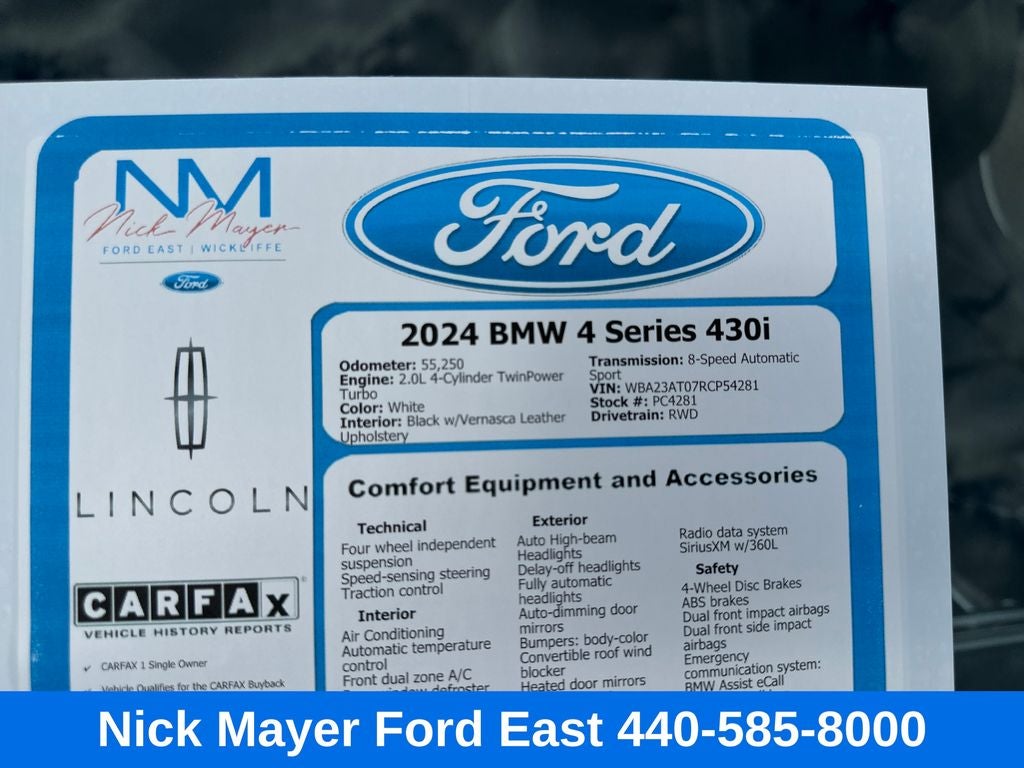 NM
Nick Mayer
FORD EAST | WICKLIFFE
Ford
Ford
LINCOLN
CARFAX
VEHICLE HISTORY REPORTS
✓ CARFAX 1 Single Owner
✓ Vehicle Qualifies for the CARFAX Buyback
2024 BMW 4 Series 430i
Odometer: 55,250
Engine: 2.0L 4-Cylinder TwinPower
Turbo
Color: White
Interior: Black w/Vernasca Leather
Upholstery
Transmission: 8-Speed Automatic
Sport
VIN: WBA23AT07RCP54281
Stock #: PC4281
Drivetrain: RWD
Comfort Equipment and Accessories
Technical
Four wheel independent
suspension
Speed-sensing steering
Traction control
Interior
Air Conditioning
Automatic temperature
control
Front dual zone A/C
window defroster
Exterior
Auto High-beam
Headlights
Delay-off headlights
Fully automatic
headlights
Auto-dimming door
mirrors
Bumpers: body-color
Convertible roof wind
blocker
Heated door mirrors
Radio data system
SiriusXM w/360L
Safety
4-Wheel Disc Brakes
ABS brakes
Dual front impact airbags
Dual front side impact
airbags
Emergency
communication system:
BMW Assist eCall
Nick Mayer Ford East 440-585-8000